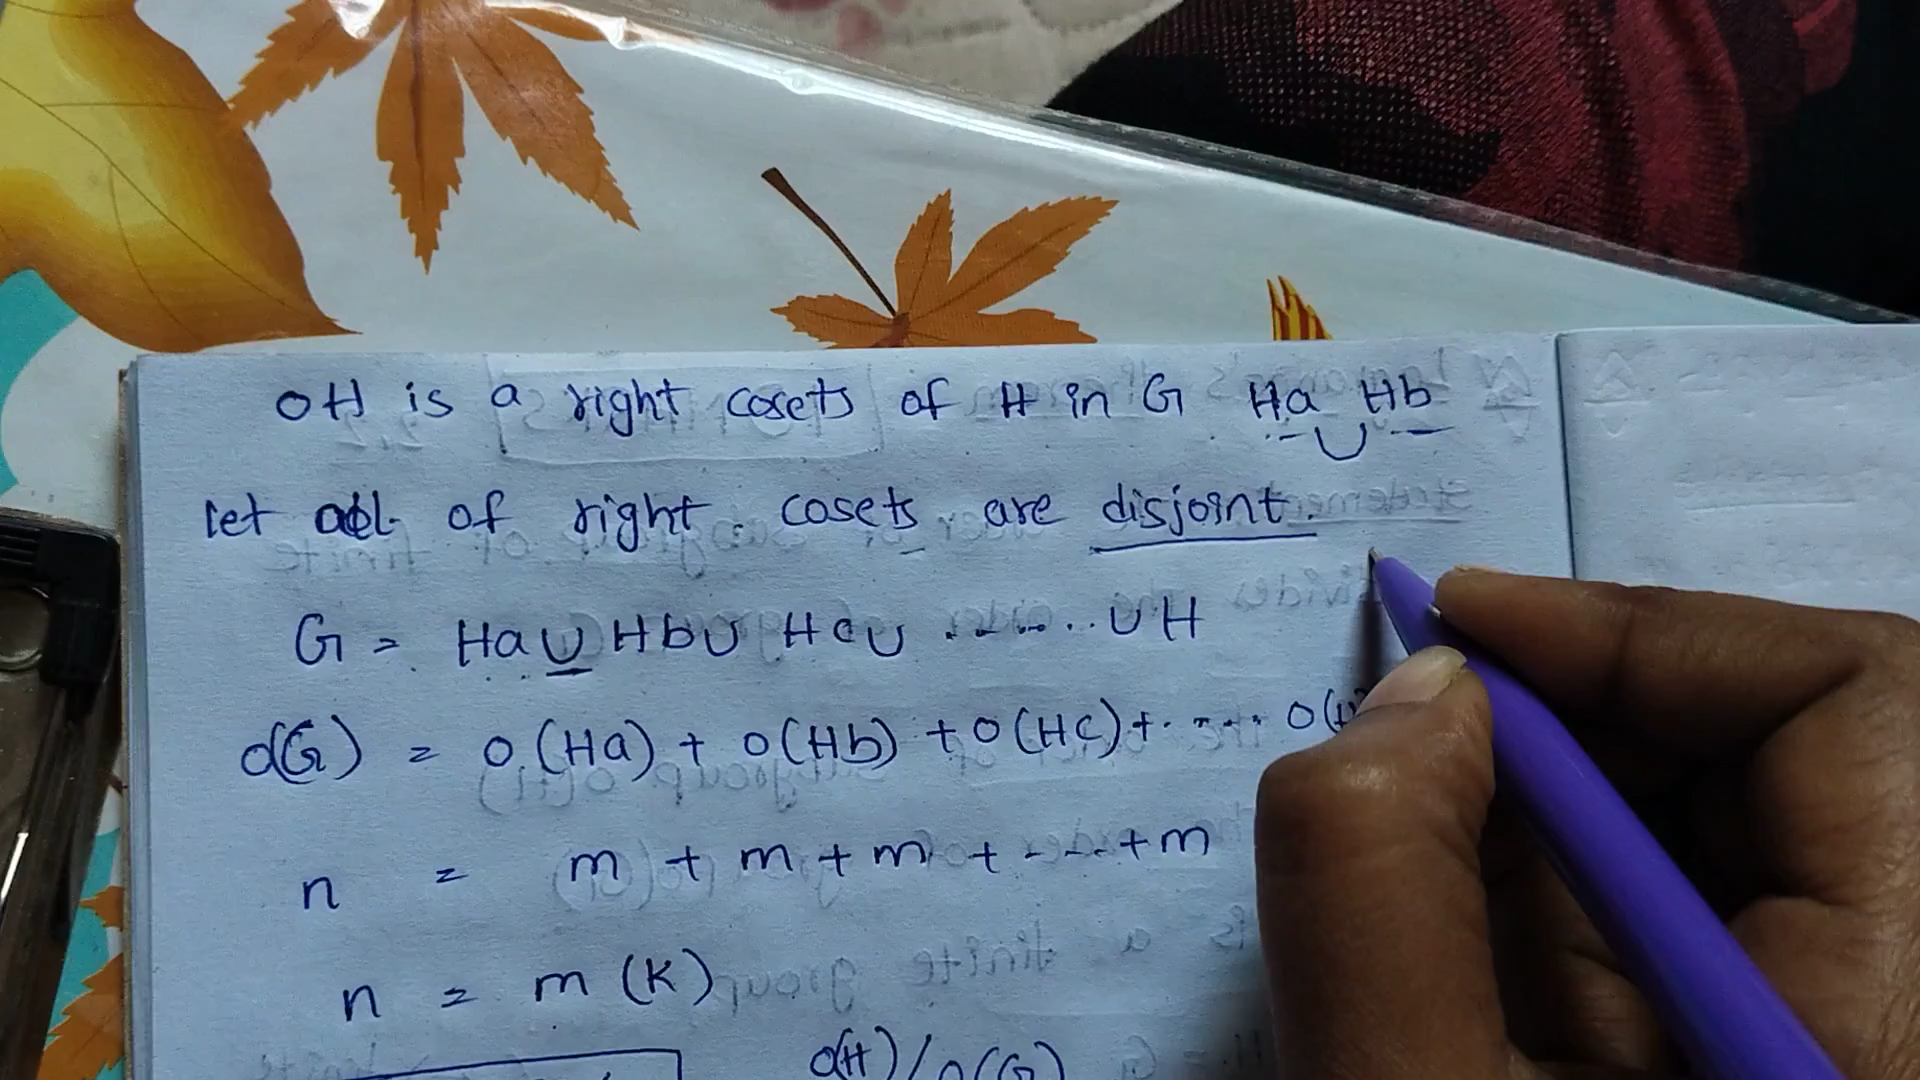 OH is a right cosets of H in G Ha Hb
let all of right cosets are disjoint.
G = Ha ∪ Hb ∪ Hc ∪ ...... ∪ H
O(G) = O(Ha) + O(Hb) + O(Hc) + ..... O(H
n = m + m + m + ..... + m
n = m (K)
O(H) / O(G)